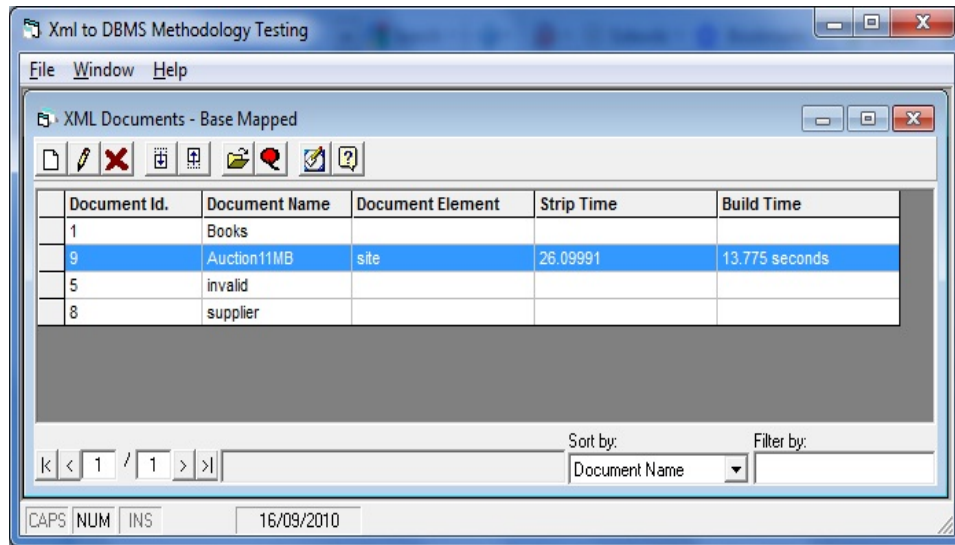 Xml to DBMS Methodology Testing
File Window Help
XML Documents - Base Mapped
Document Id. Document Name Document Element Strip Time Build Time
1 Books
9 Auction11MB site 26.09991 13.775 seconds
5 invalid
8 supplier
Sort by: Filter by:
1 / 1 Document Name
CAPS NUM INS 16/09/2010